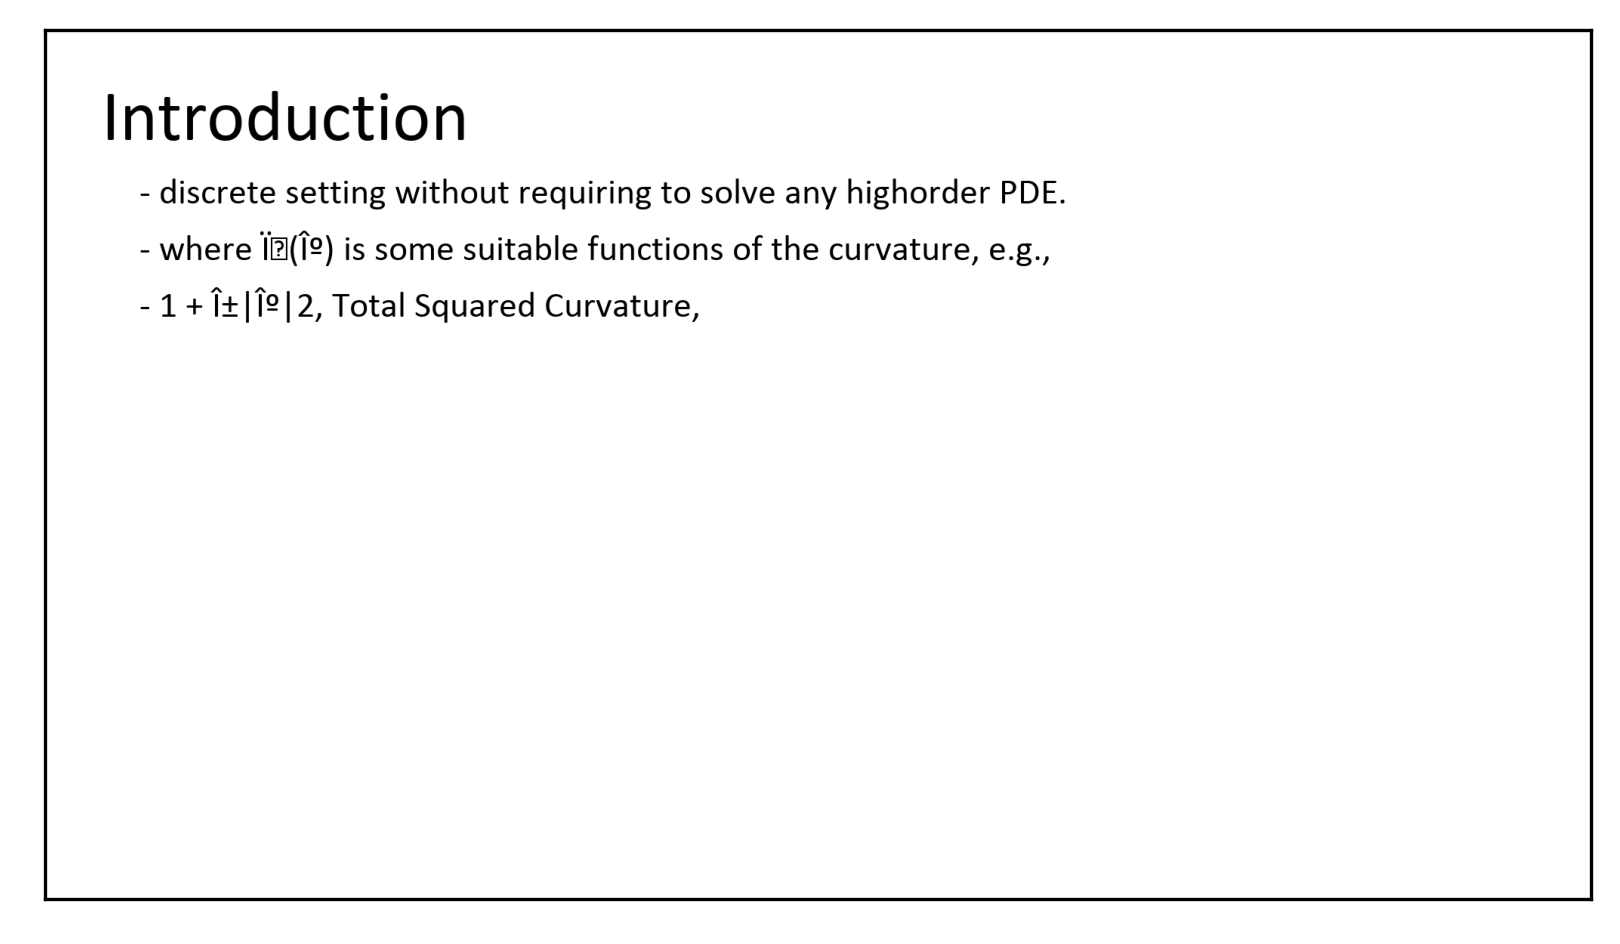 Introduction
- discrete setting without requiring to solve any highorder PDE.
- where Ï�(Îº) is some suitable functions of the curvature, e.g.,
- 1 + Î±|Îº|2, Total Squared Curvature,